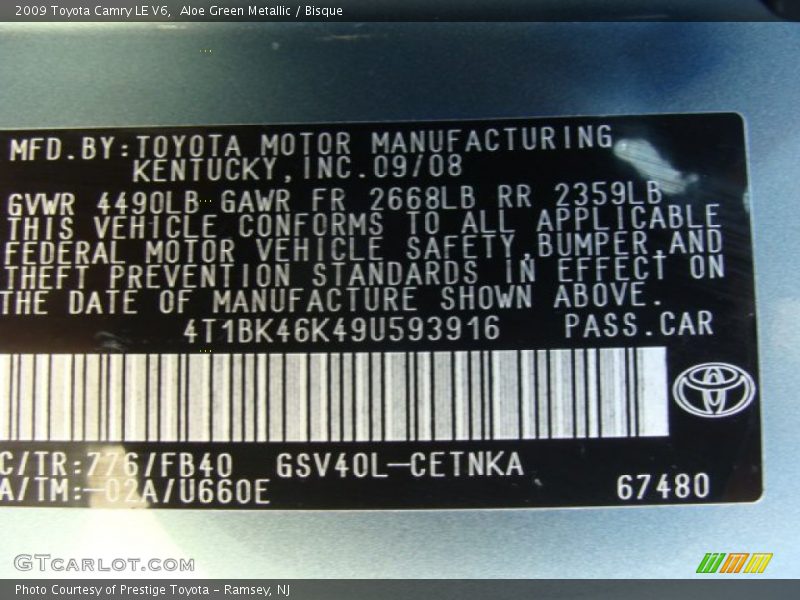 2009 Toyota Camry LE V6,  Aloe Green Metallic / Bisque
MFD.BY:TOYOTA MOTOR MANUFACTURING
KENTUCKY,INC.09/08
GVWR 4490LB GAWR FR 2668LB RR 2359LB
THIS VEHICLE CONFORMS TO ALL APPLICABLE
FEDERAL MOTOR VEHICLE SAFETY,BUMPER,AND
THEFT PREVENTION STANDARDS IN EFFECT ON
THE DATE OF MANUFACTURE SHOWN ABOVE.
4T1BK46K49U593916 PASS.CAR
C/TR:776/FB40 GSV40L-CETNKA
A/TM:-02A/U660E 67480
GTCARLOT.COM
Photo Courtesy of Prestige Toyota - Ramsey, NJ